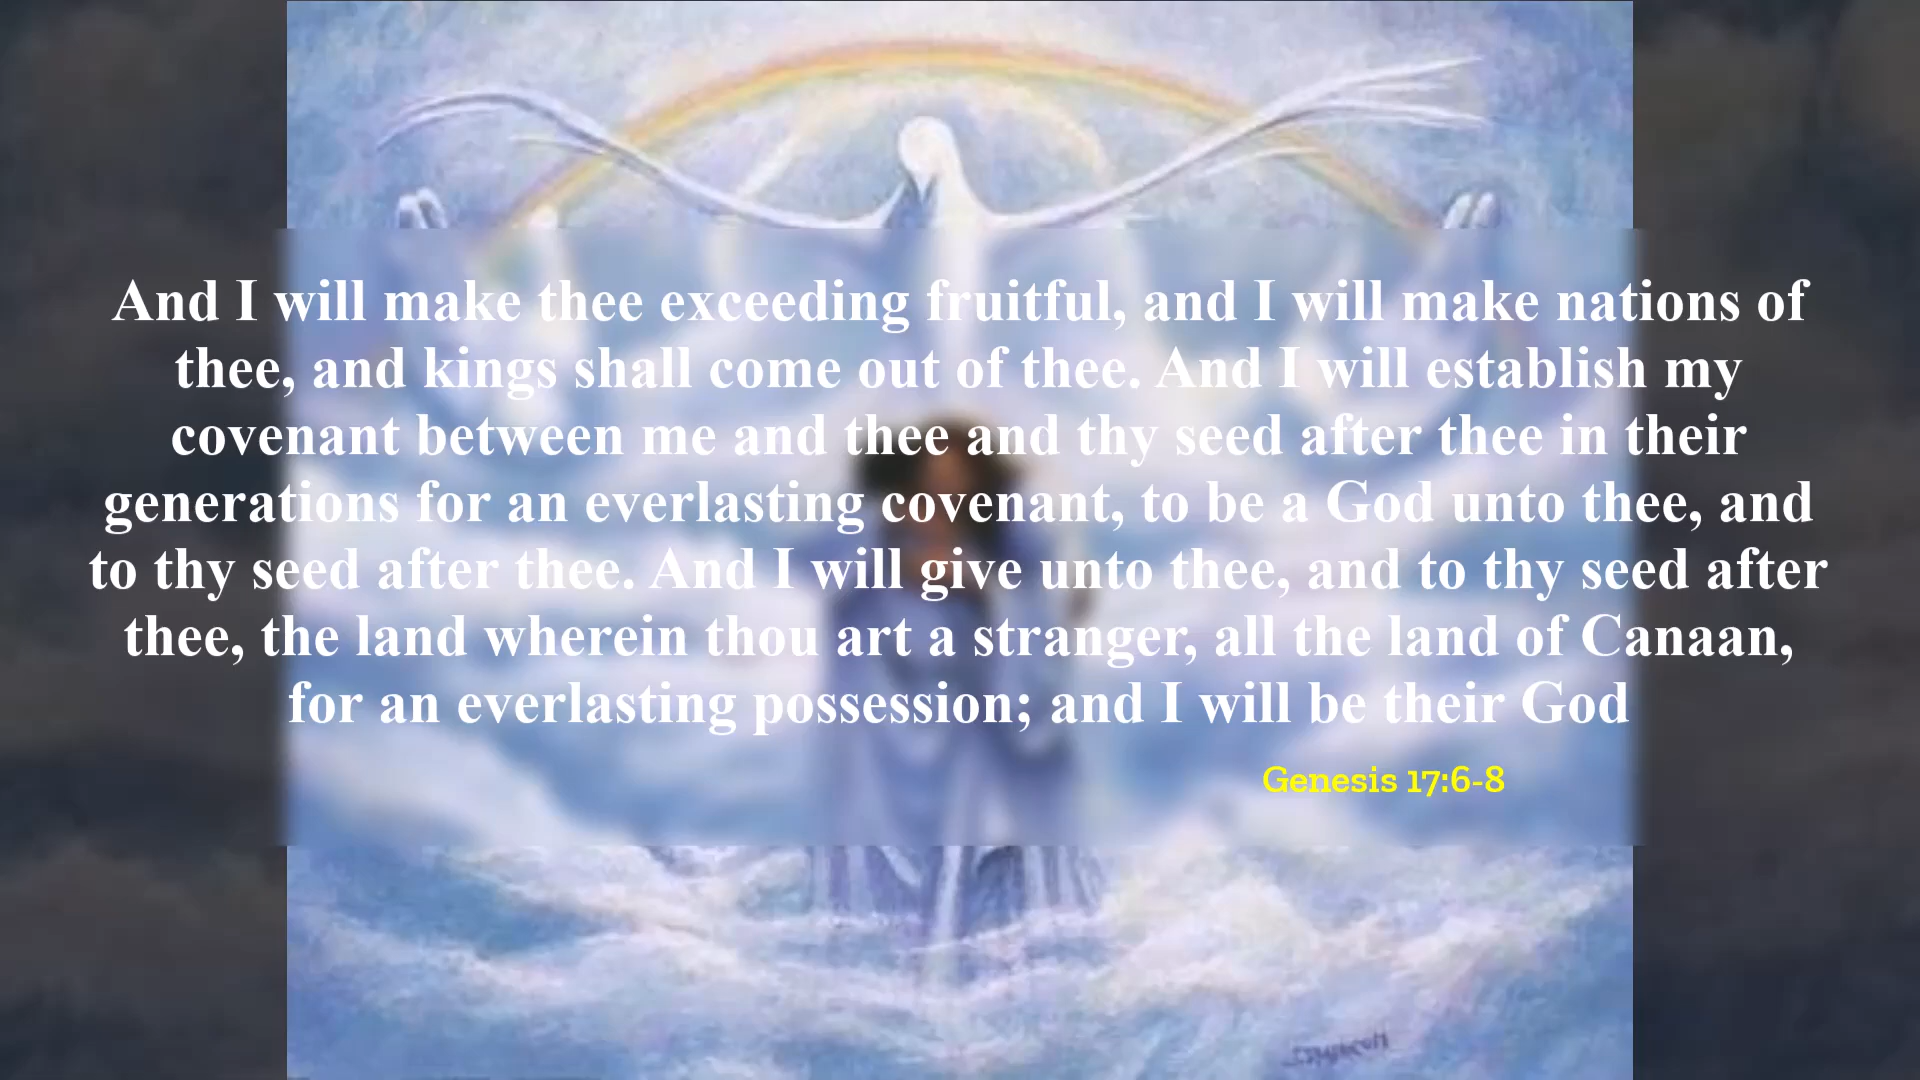 And I will make thee exceeding fruitful, and I will make nations of
thee, and kings shall come out of thee. And I will establish my
covenant between me and thee and thy seed after thee in their
generations for an everlasting covenant, to be a God unto thee, and
to thy seed after thee. And I will give unto thee, and to thy seed after
thee, the land wherein thou art a stranger, all the land of Canaan,
for an everlasting possession; and I will be their God
Genesis 17:6-8